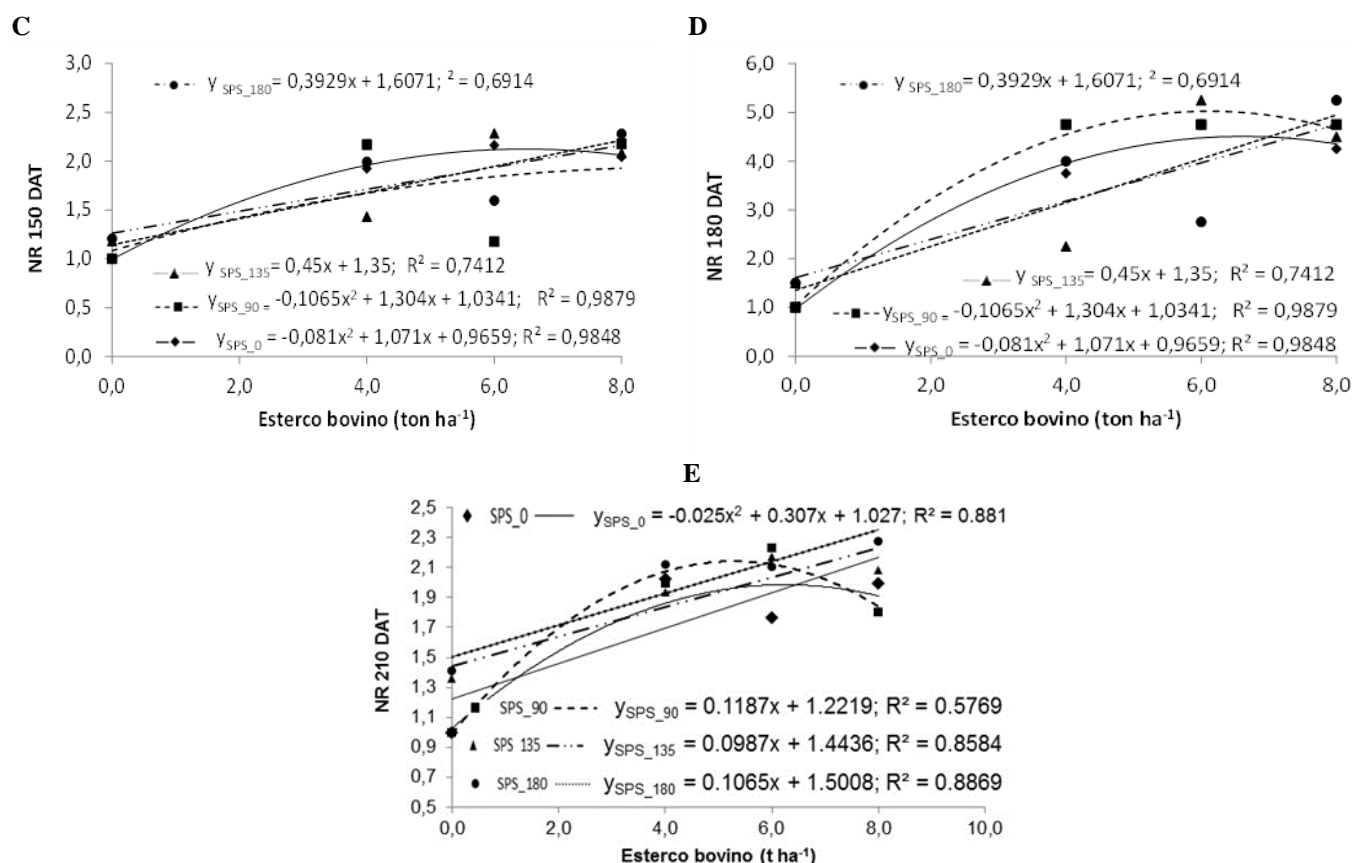 C
D
3,0
2,5
2,0
1,5
1,0
0,5
0,0
NR 150 DAT
y SPS_180 = 0,3929x + 1,6071; ² = 0,6914
y SPS_135 = 0,45x + 1,35; R² = 0,7412
ySPS_90 = -0,1065x² + 1,304x + 1,0341; R² = 0,9879
ySPS_0 = -0,081x² + 1,071x + 0,9659; R² = 0,9848
0,0 2,0 4,0 6,0 8,0
Esterco bovino (ton ha⁻¹)
6,0
5,0
4,0
3,0
2,0
1,0
0,0
NR 180 DAT
ySPS_180 = 0,3929x + 1,6071; ² = 0,6914
y SPS_135 = 0,45x + 1,35; R² = 0,7412
ySPS_90 = -0,1065x² + 1,304x + 1,0341; R² = 0,9879
ySPS_0 = -0,081x² + 1,071x + 0,9659; R² = 0,9848
0,0 2,0 4,0 6,0 8,0
Esterco bovino (ton ha⁻¹)
E
2,5
2,3
2,1
1,9
1,7
1,5
1,3
1,1
0,9
0,7
0,5
NR 210 DAT
SPS_0 ySPS_0 = -0.025x² + 0.307x + 1.027; R² = 0.881
SPS_90 ySPS_90 = 0.1187x + 1.2219; R² = 0.5769
SPS 135 ySPS_135 = 0.0987x + 1.4436; R² = 0.8584
SPS_180 ySPS_180 = 0.1065x + 1.5008; R² = 0.8869
0,0 2,0 4,0 6,0 8,0 10,0
Esterco bovino (t ha⁻¹)